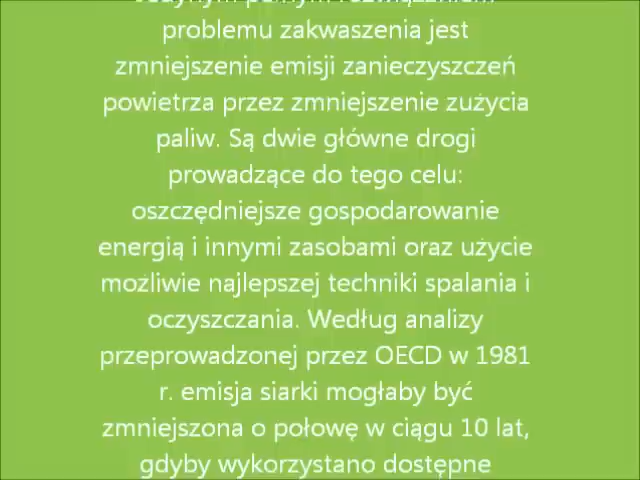 problemu zakwaszenia jest
zmniejszenie emisji zanieczyszczeń
powietrza przez zmniejszenie zużycia
paliw. Są dwie główne drogi
prowadzące do tego celu:
oszczędniejsze gospodarowanie
energią i innymi zasobami oraz użycie
możliwie najlepszej techniki spalania i
oczyszczania. Według analizy
przeprowadzonej przez OECD w 1981
r. emisja siarki mogłaby być
zmniejszona o połowę w ciągu 10 lat,
gdyby wykorzystano dostępne